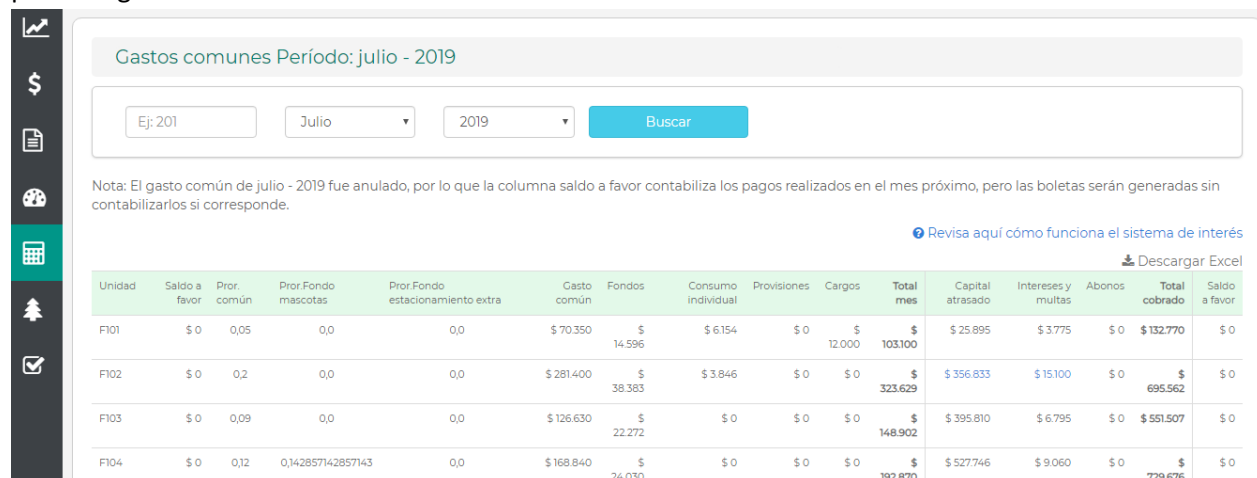 Gastos comunes Período: julio - 2019
Ej: 201 Julio 2019 Buscar
Nota: El gasto común de julio - 2019 fue anulado, por lo que la columna saldo a favor contabiliza los pagos realizados en el mes próximo, pero las boletas serán generadas sin
contabilizarlos si corresponde.
Revisa aquí cómo funciona el sistema de interés
Descargar Excel
Unidad Saldo a favor Pror. común Pror.Fondo mascotas Pror.Fondo estacionamiento extra Gasto común Fondos Consumo individual Provisiones Cargos Total mes Capital atrasado Intereses y multas Abonos Total cobrado Saldo a favor
F101 $ 0 0,05 0,0 0,0 $ 70.350 $ 14.596 $ 6.154 $ 0 $ 12.000 $ 103.100 $ 25.895 $ 3.775 $ 0 $ 132.770 $ 0
F102 $ 0 0,2 0,0 0,0 $ 281.400 $ 38.383 $ 3.846 $ 0 $ 0 $ 323.629 $ 356.833 $ 15.100 $ 0 $ 695.562 $ 0
F103 $ 0 0,09 0,0 0,0 $ 126.630 $ 22.272 $ 0 $ 0 $ 0 $ 148.902 $ 395.810 $ 6.795 $ 0 $ 551.507 $ 0
F104 $ 0 0,12 0,142857142857143 0,0 $ 168.840 $ 24.030 $ 0 $ 0 $ 0 $ 192.870 $ 527.746 $ 9.060 $ 0 $ 729.676 $ 0